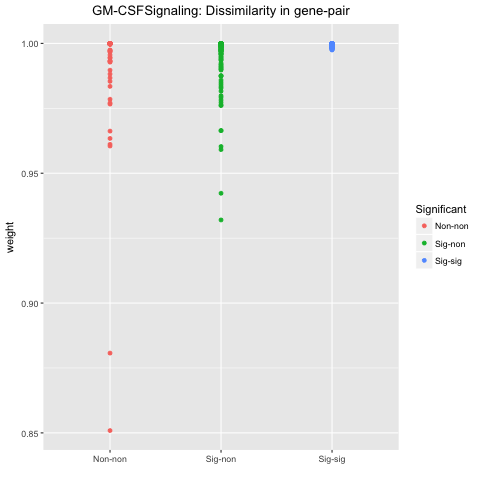 GM-CSFSignaling: Dissimilarity in gene-pair
1.00
0.95
0.90
0.85
weight
Non-non
Sig-non
Sig-sig
Significant
Non-non
Sig-non
Sig-sig